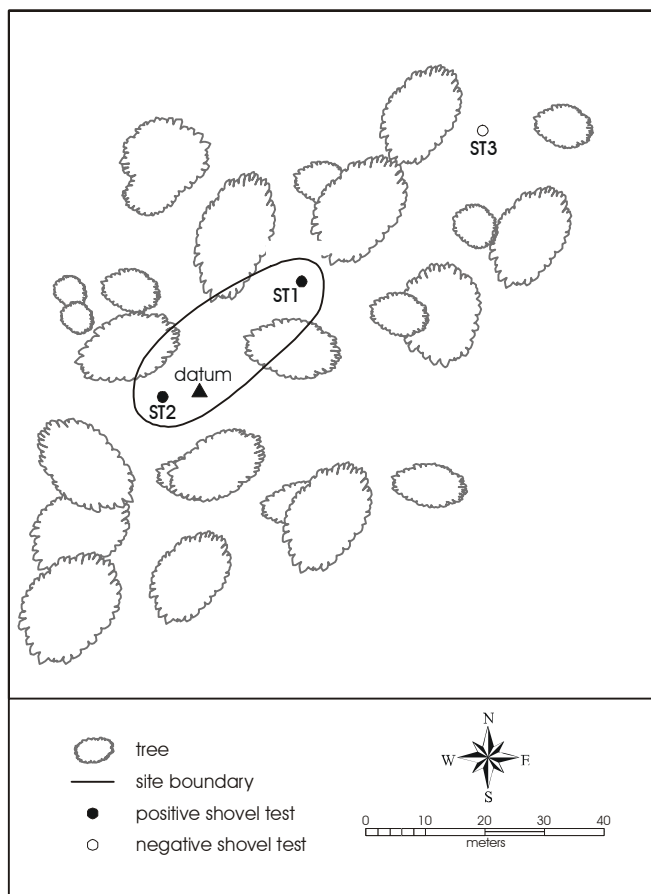 ST3
ST1
datum
ST2
tree
site boundary
positive shovel test
negative shovel test
N
W E
S
0 10 20 30 40
meters